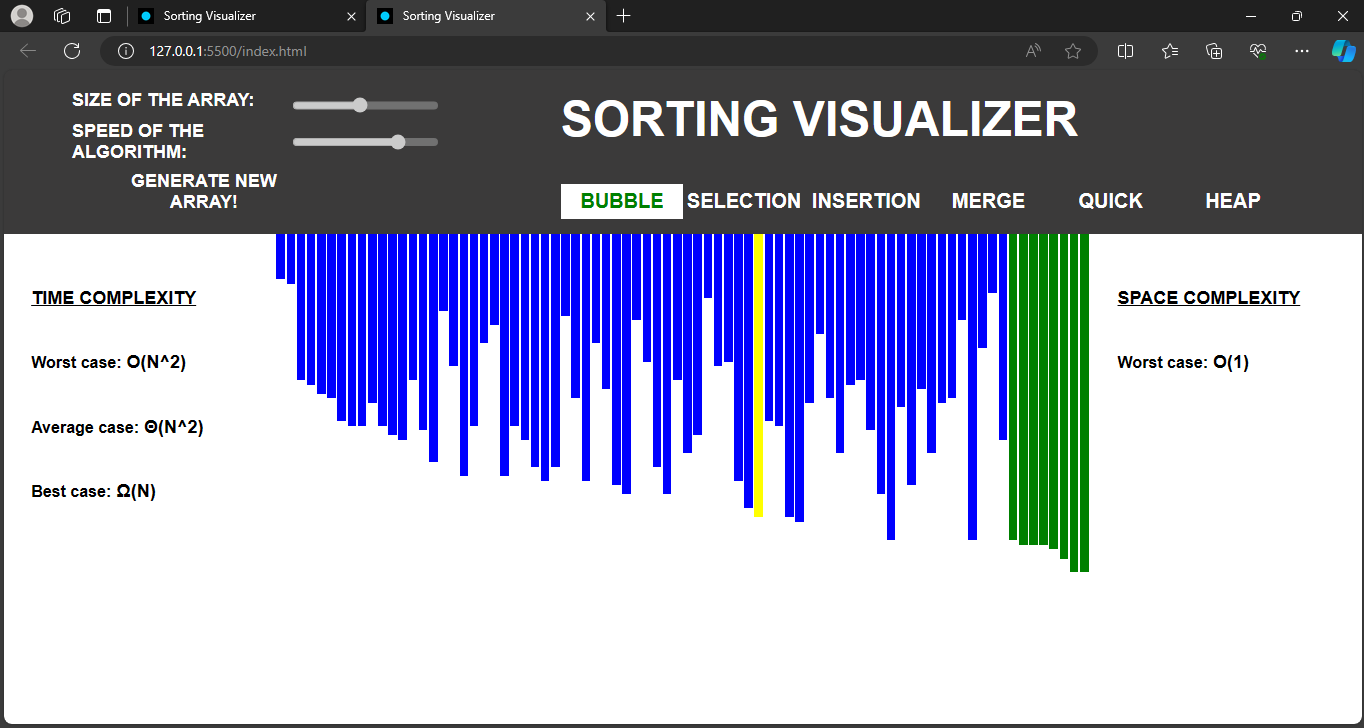 Sorting Visualizer
Sorting Visualizer
127.0.0.1:5500/index.html
SIZE OF THE ARRAY:
SPEED OF THE
ALGORITHM:
GENERATE NEW
ARRAY!
SORTING VISUALIZER
BUBBLE SELECTION INSERTION MERGE QUICK HEAP
TIME COMPLEXITY
Worst case: O(N^2)
Average case: Θ(N^2)
Best case: Ω(N)
SPACE COMPLEXITY
Worst case: O(1)